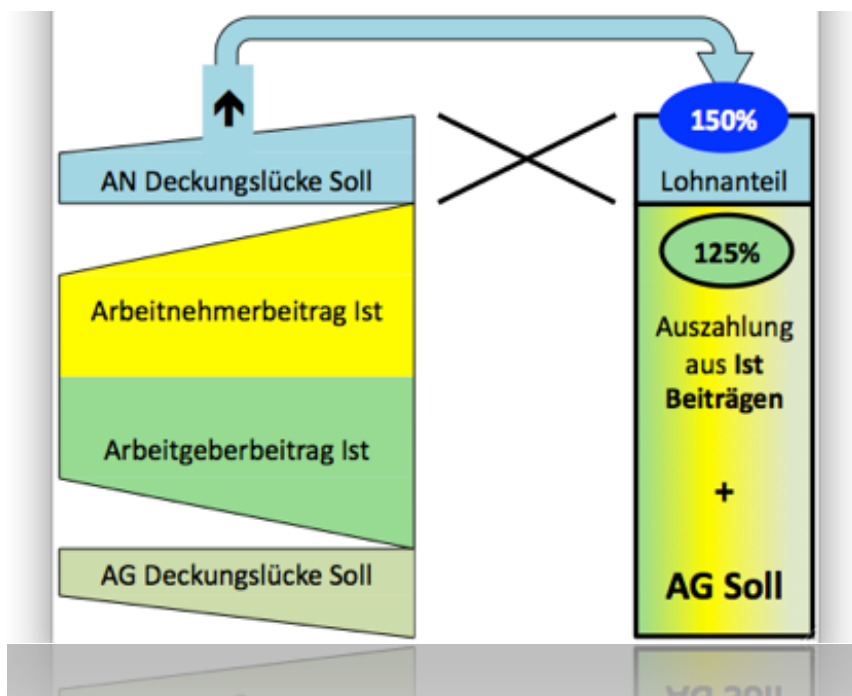 150%
AN Deckungslücke Soll
Lohnanteil
125%
Arbeitnehmerbeitrag Ist
Auszahlung
aus Ist
Beiträgen
Arbeitgeberbeitrag Ist
+
AG Deckungslücke Soll
AG Soll